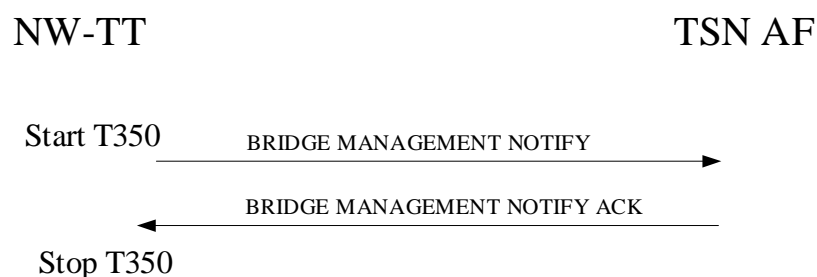 NW-TT
TSN AF
Start T350
BRIDGE MANAGEMENT NOTIFY
BRIDGE MANAGEMENT NOTIFY ACK
Stop T350